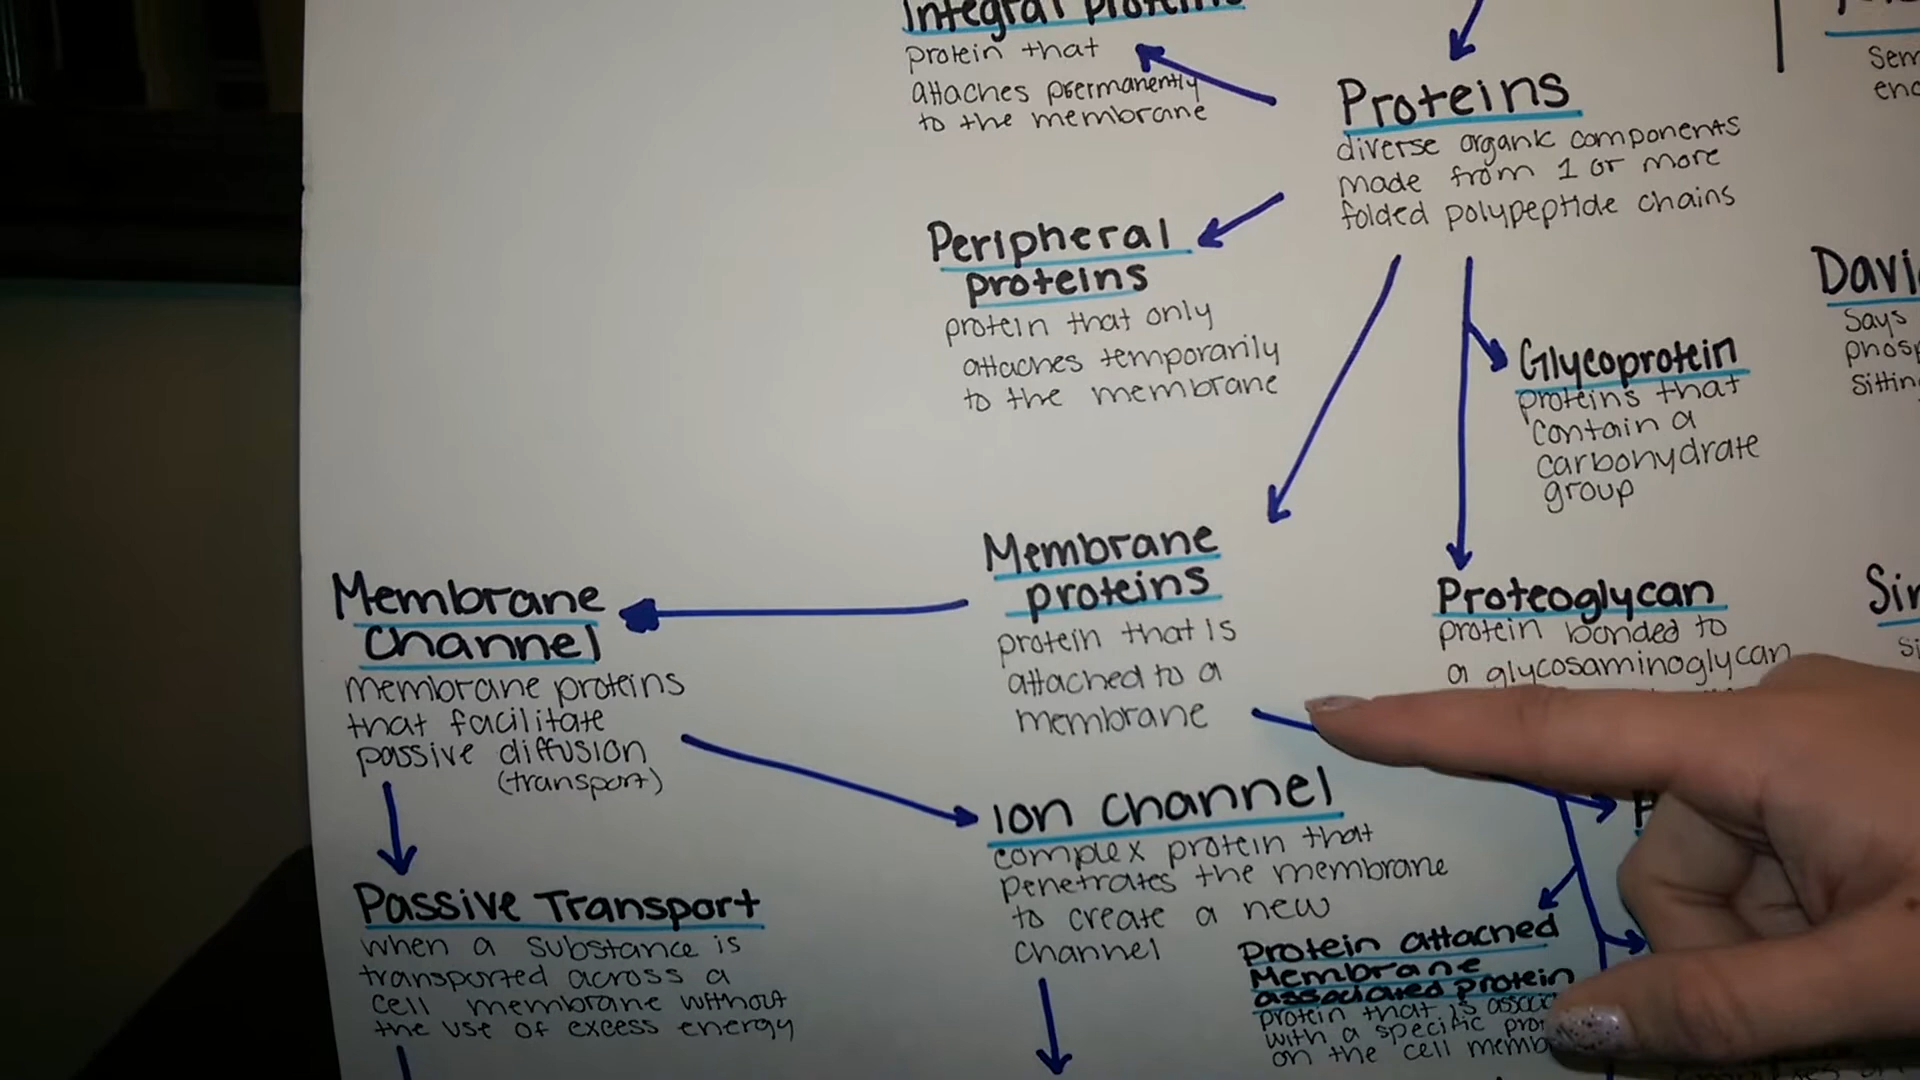 Integral proteins
protein that
attaches permanently
to the membrane
Proteins
diverse organic components
made from 1 or more
folded polypeptide chains
Peripheral
proteins
protein that only
attaches temporarily
to the membrane
Glycoprotein
proteins that
contain a
carbohydrate
group
Membrane
proteins
protein that is
attached to a
membrane
Proteoglycan
protein bonded to
a glycosaminoglycan
Membrane
Channel
membrane proteins
that facilitate
passive diffusion
(transport)
Ion Channel
complex protein that
penetrates the membrane
to create a new
channel
Passive Transport
when a substance is
transported across a
cell membrane without
the use of excess energy
Protein attached
Membrane
associated protein
protein that is
with a specific
on the cell
Says